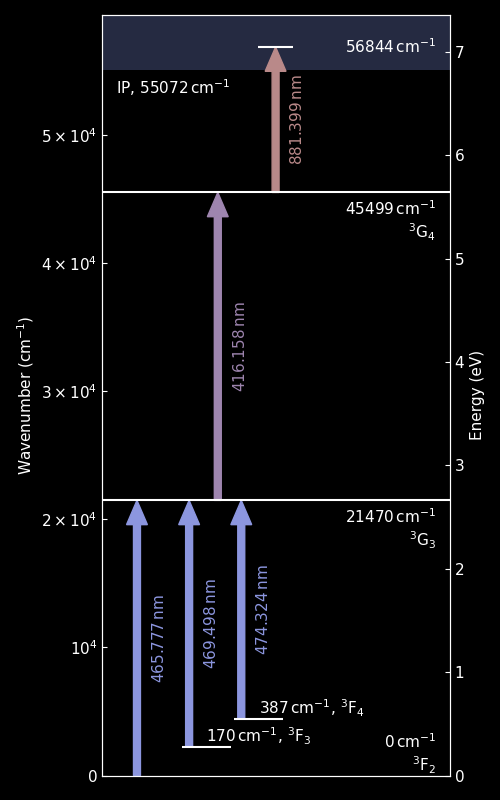 56844 cm⁻¹
7
IP, 55072 cm⁻¹
881.399 nm
5 × 10⁴
6
45499 cm⁻¹
³G₄
5
4 × 10⁴
416.158 nm
4
Wavenumber (cm⁻¹)
Energy (eV)
3 × 10⁴
3
2 × 10⁴
21470 cm⁻¹
³G₃
2
465.777 nm
469.498 nm
474.324 nm
10⁴
1
387 cm⁻¹, ³F₄
170 cm⁻¹, ³F₃
0 cm⁻¹
³F₂
0
0